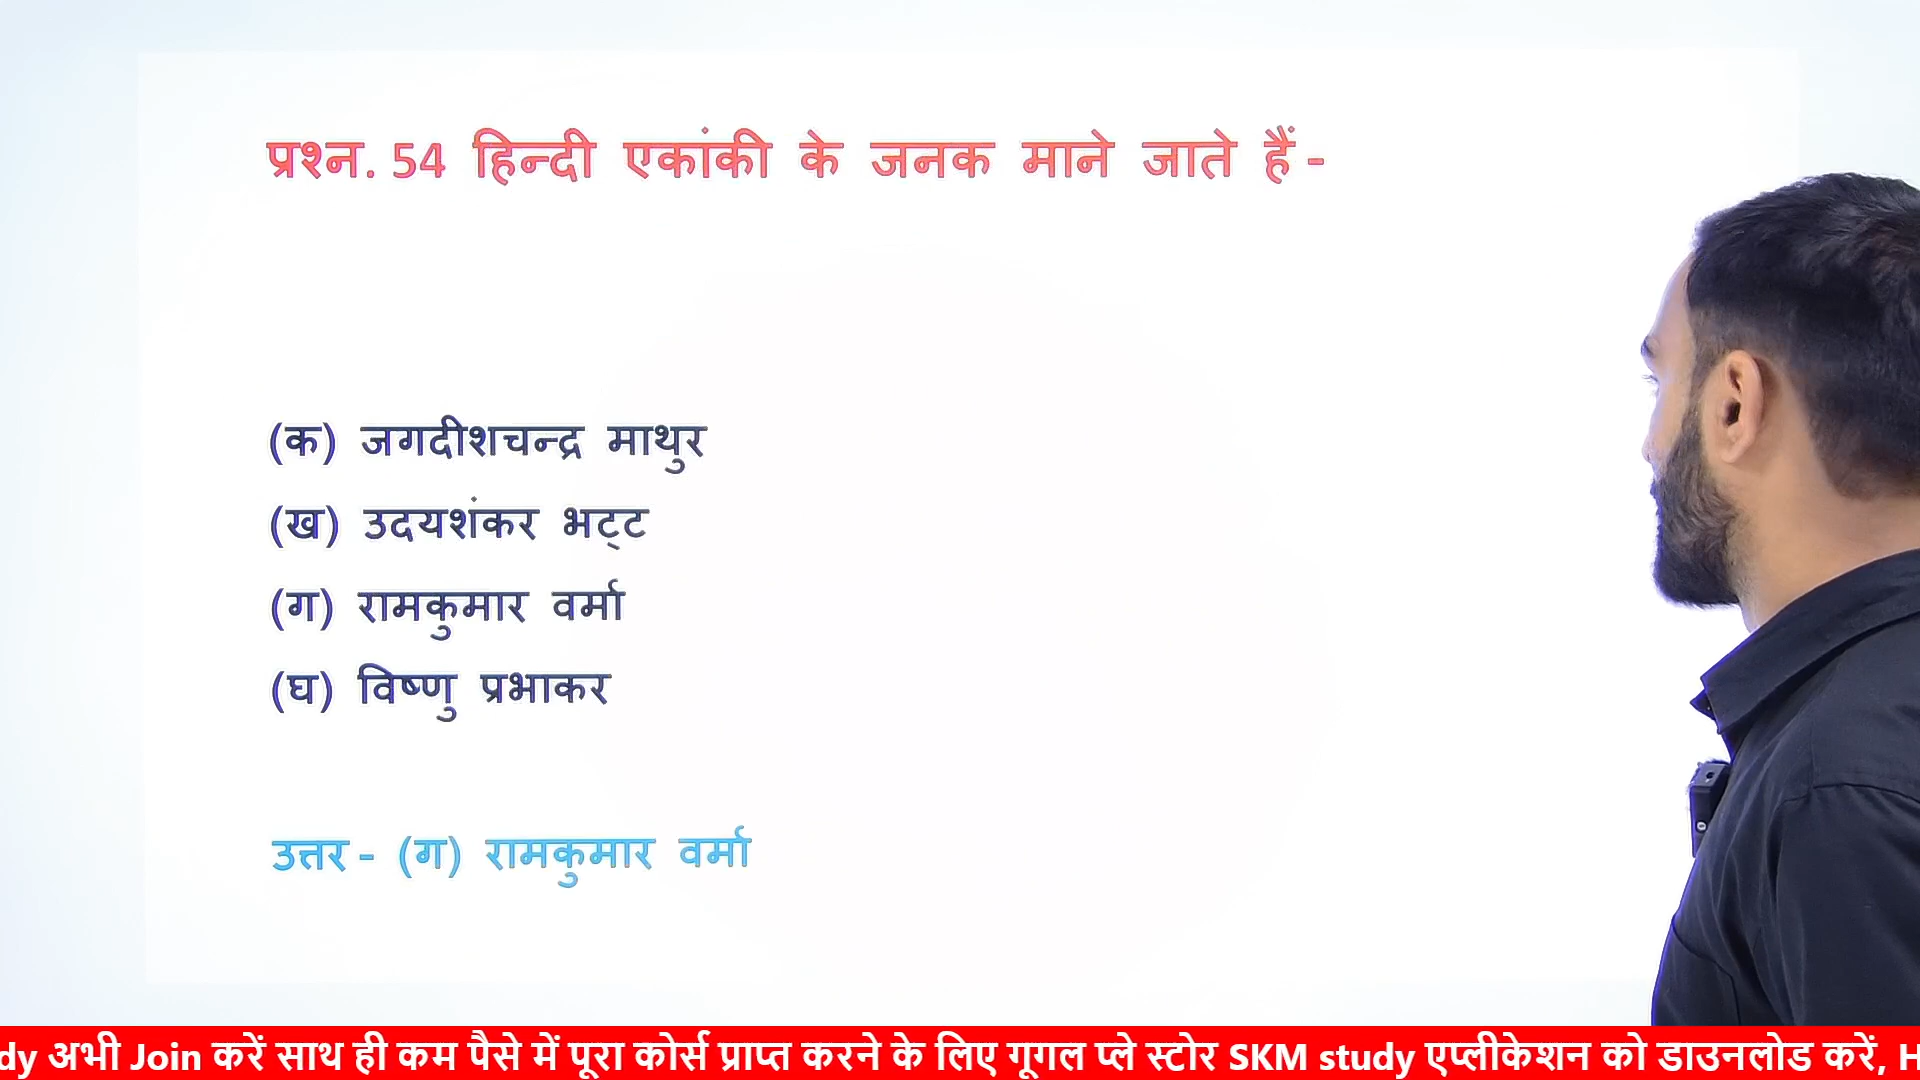 प्रश्न. 54 हिन्दी एकांकी के जनक माने जाते हैं -
(क) जगदीशचन्द्र माथुर
(ख) उदयशंकर भट्ट
(ग) रामकुमार वर्मा
(घ) विष्णु प्रभाकर
उत्तर - (ग) रामकुमार वर्मा
dy अभी Join करें साथ ही कम पैसे में पूरा कोर्स प्राप्त करने के लिए गूगल प्ले स्टोर SKM study एप्लीकेशन को डाउनलोड करें, H